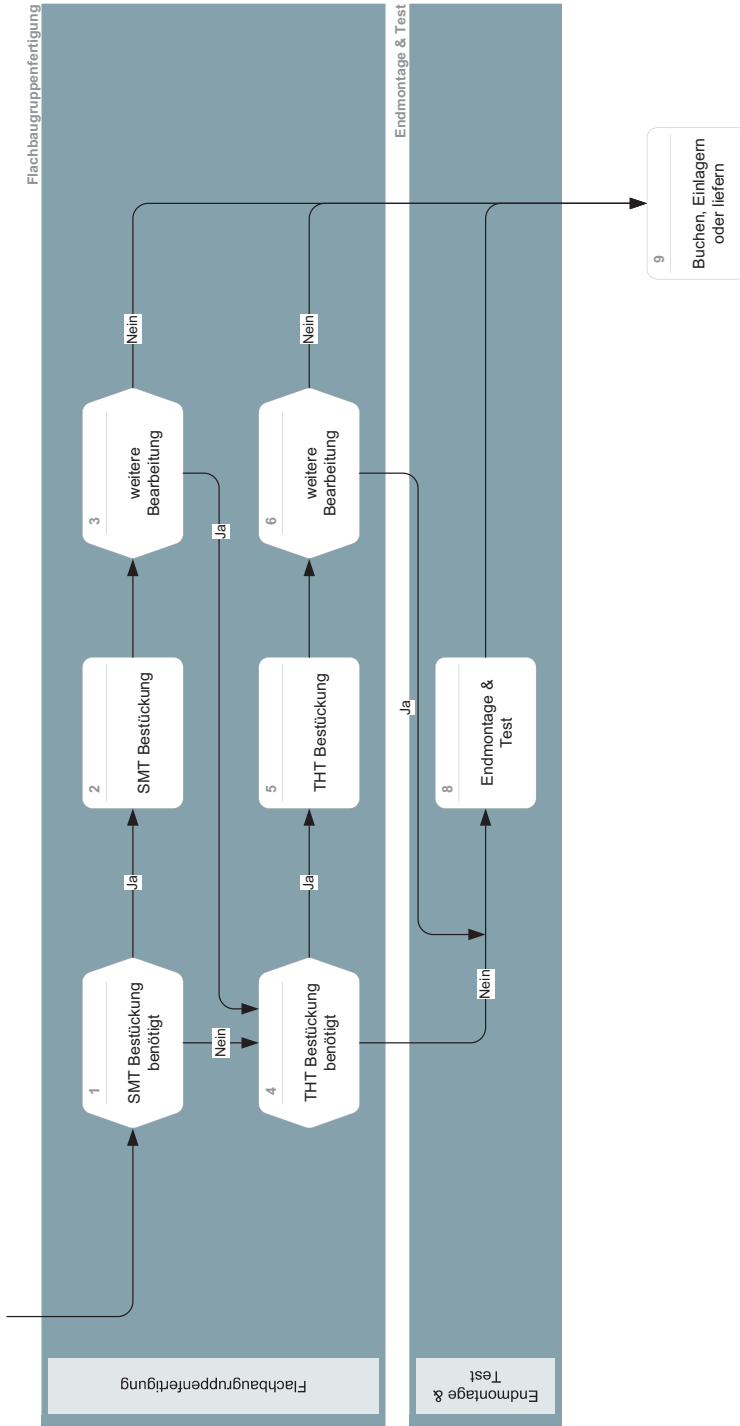 Flachbaugruppenfertigung
Flachbaugruppenfertigung
1
SMT Bestückung
benötigt
Ja
2
SMT Bestückung
3
weitere
Bearbeitung
Nein
Nein
Ja
4
THT Bestückung
benötigt
Ja
5
THT Bestückung
6
weitere
Bearbeitung
Nein
Endmontage & Test
Endmontage &
Test
Nein
Ja
8
Endmontage &
Test
9
Buchen, Einlagern
oder liefern